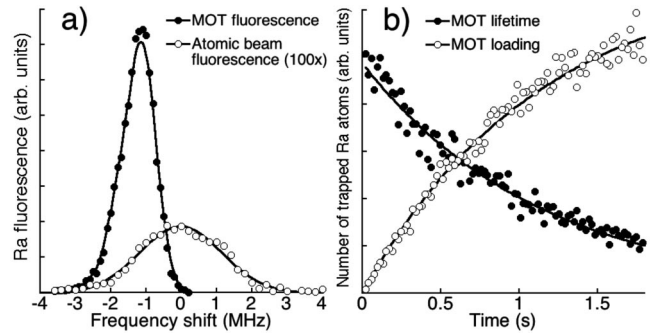 a)
MOT fluorescence
Atomic beam
fluorescence (100x)
Ra fluorescence (arb. units)
-4 -3 -2 -1 0 1 2 3 4
Frequency shift (MHz)
b)
MOT lifetime
MOT loading
Number of trapped Ra atoms (arb. units)
0 0.5 1 1.5
Time (s)